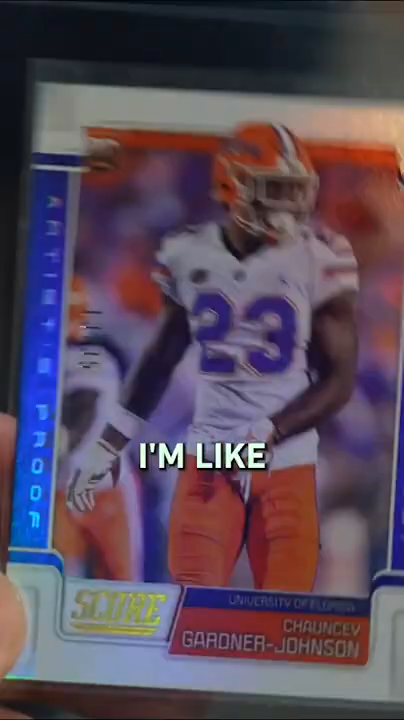 ARTIST'S PROOF
23
I'M LIKE
SCORE
UNIVERSITY OF FLORIDA
CHAUNCEY
GARDNER-JOHNSON